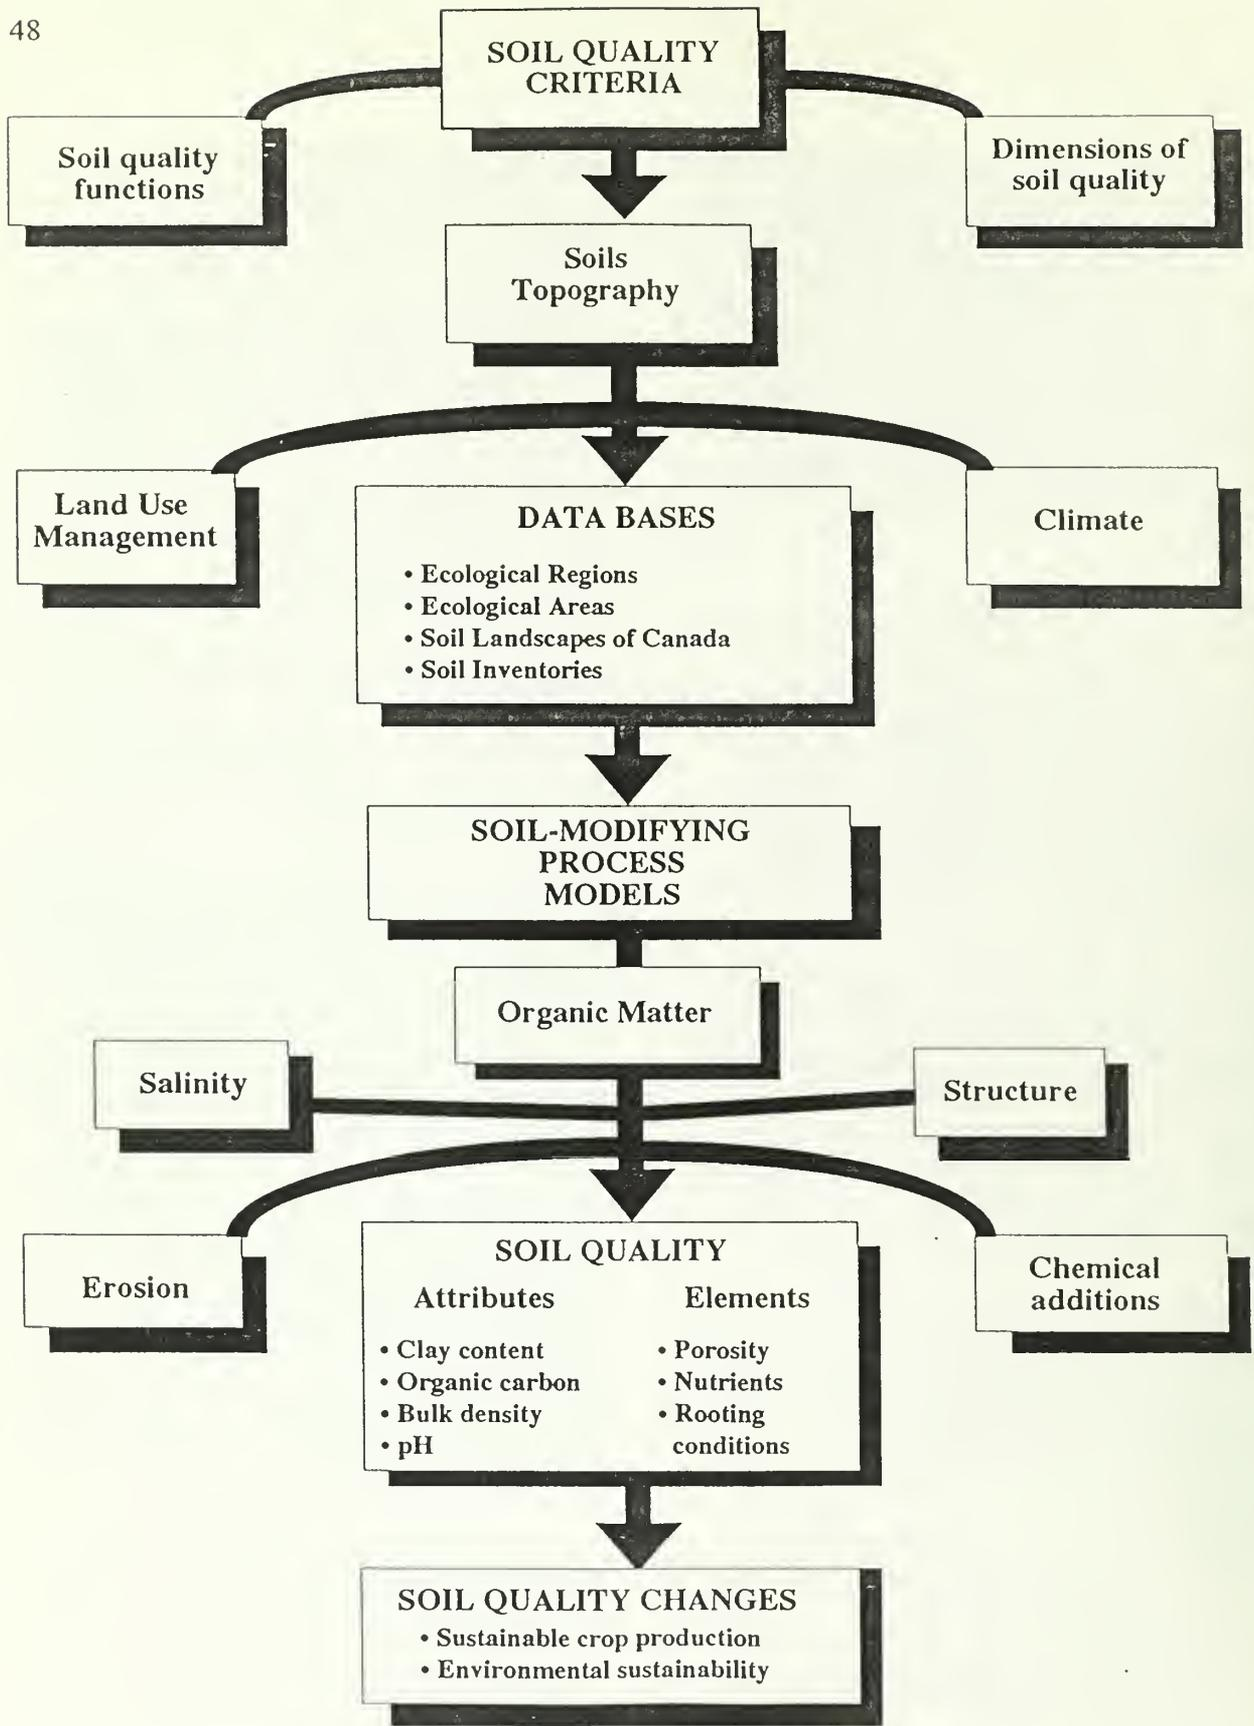 48
SOIL QUALITY
CRITERIA
Soil quality
functions
Dimensions of
soil quality
Soils
Topography
Land Use
Management
DATA BASES
• Ecological Regions
• Ecological Areas
• Soil Landscapes of Canada
• Soil Inventories
Climate
SOIL-MODIFYING
PROCESS
MODELS
Organic Matter
Salinity
Structure
Erosion
SOIL QUALITY
Attributes
• Clay content
• Organic carbon
• Bulk density
• pH
Elements
• Porosity
• Nutrients
• Rooting
conditions
Chemical
additions
SOIL QUALITY CHANGES
• Sustainable crop production
• Environmental sustainability